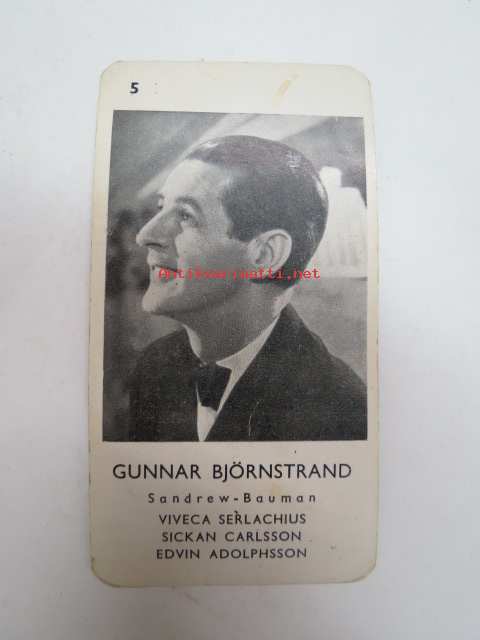 5
Antikvariaatti.net
GUNNAR BJÖRNSTRAND
Sandrew-Bauman
VIVECA SERLACHIUS
SICKAN CARLSSON
EDVIN ADOLPHSSON